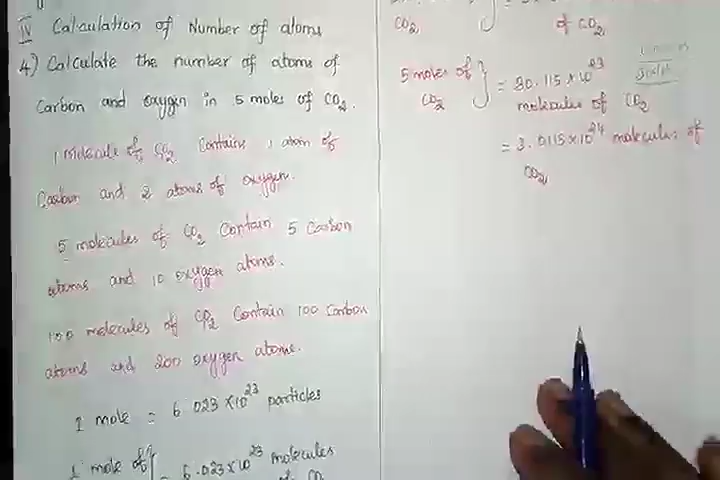 IV Calculation of Number of atoms
4) Calculate the number of atoms of
Carbon and oxygen in 5 moles of CO2.
1 molecule of CO2 Contains 1 atom of
Carbon and 2 atoms of oxygen.
5 molecules of CO2 Contain 5 Carbon
atoms and 10 oxygen atoms.
100 molecules of CO2 Contain 100 Carbon
atoms and 200 oxygen atoms.
1 mole = 6.023×10^23 particles
1 mole of } = 6.023×10^23 molecules
of CO
CO2
of CO2
5 moles of } = 30.115×10^23
CO2 molecules of CO2
= 3.0115×10^24 molecules of
CO2